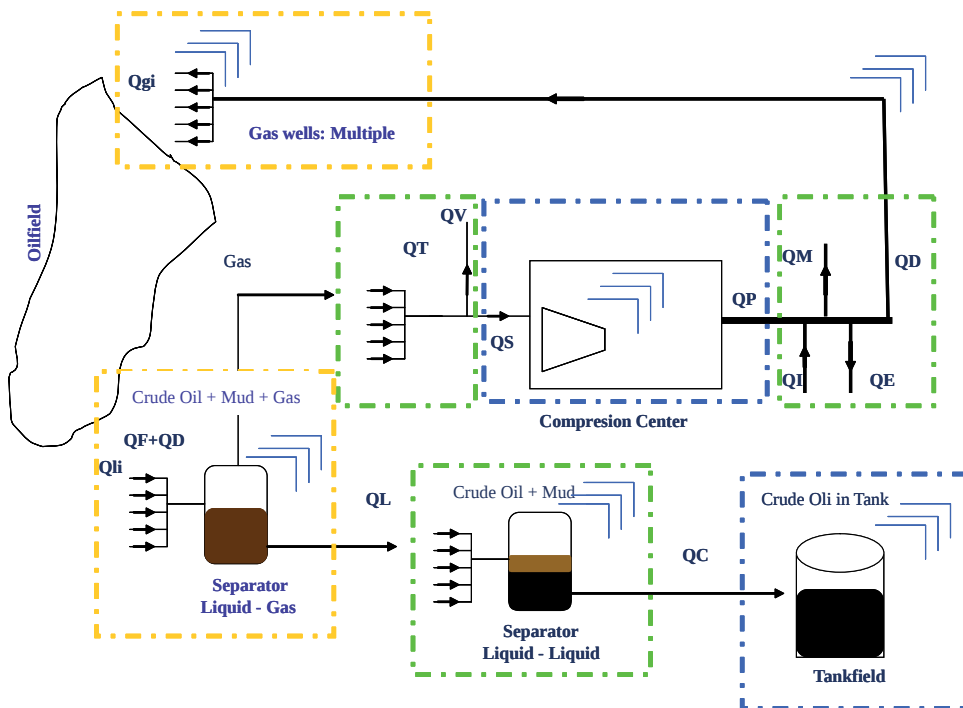 Qgi
Gas wells: Multiple
Oilfield
Gas
QV
QT
QS
QP
QM
QD
QI
QE
Compresion Center
Crude Oil + Mud + Gas
QF+QD
Qli
QL
Separator
Liquid - Gas
Crude Oil + Mud
QC
Separator
Liquid - Liquid
Crude Oli in Tank
Tankfield